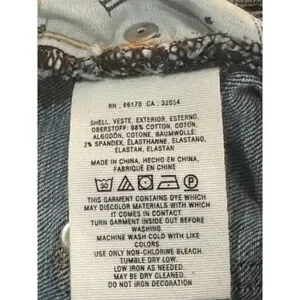 RN : 66170 CA : 32054
SHELL, VESTE, EXTERIOR, ESTERNO,
OBERSTOFF: 98% COTTON, COTON,
ALGODÓN, COTONE, BAUMWOLLE;
2% SPANDEX, ÉLASTHANNE, ELASTANO,
ELASTAN, ELASTAN
MADE IN CHINA, HECHO EN CHINA,
FABRIQUÉ EN CHINE
30
THIS GARMENT CONTAINS DYE WHICH
MAY DISCOLOR MATERIALS WITH WHICH
IT COMES IN CONTACT.
TURN GARMENT INSIDE OUT BEFORE
WASHING.
MACHINE WASH COLD WITH LIKE
COLORS.
USE ONLY NON-CHLORINE BLEACH.
TUMBLE DRY LOW.
LOW IRON AS NEEDED.
MAY BE DRY CLEANED.
DO NOT IRON DECORATION